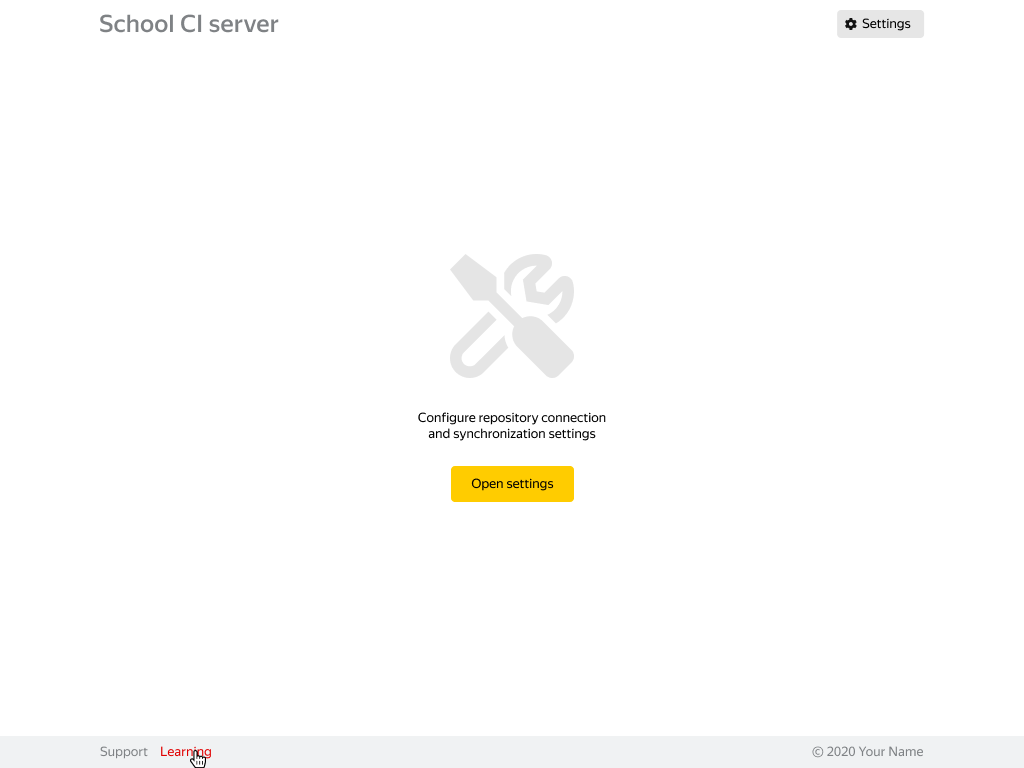 School CI server
Settings
Configure repository connection
and synchronization settings
Open settings
Support
Learning
© 2020 Your Name